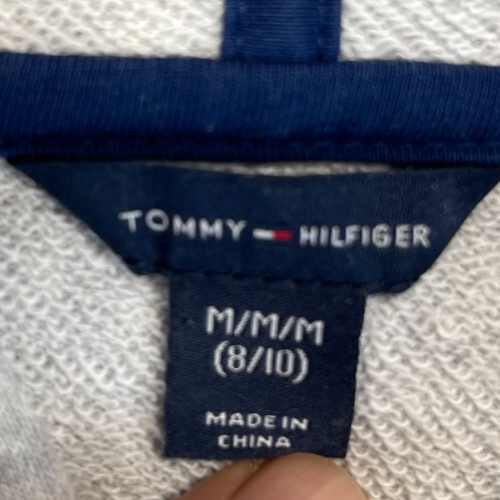 TOMMY HILFIGER
M/M/M
(8/10)
MADE IN
CHINA